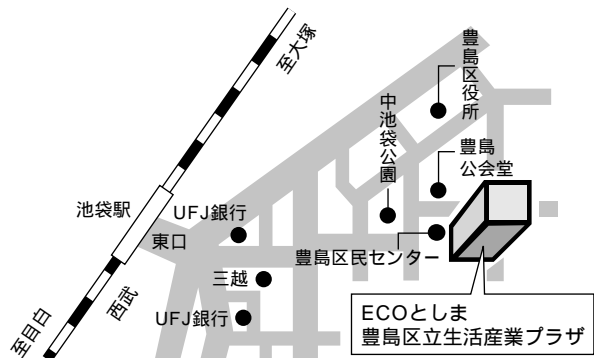 至大塚
豊島区役所
中池袋公園
豊島
公会堂
池袋駅
UFJ銀行
東口
豊島区民センター
三越
西武
UFJ銀行
至目白
ECOとしま
豊島区立生活産業プラザ